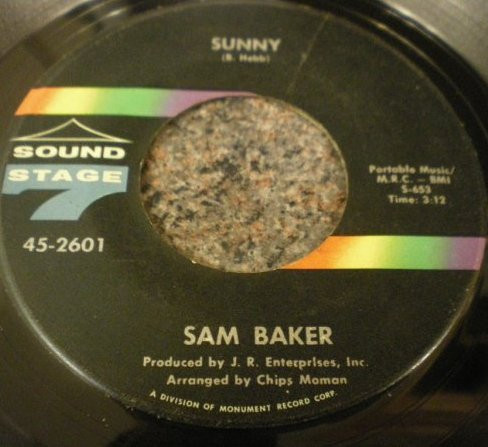 SUNNY
(B. Hebb)
SOUND
STAGE
7
45-2601
Portable Music/
M.R.C. — BMI
S-653
Time: 3:12
SAM BAKER
Produced by J. R. Enterprises, Inc.
Arranged by Chips Moman
A DIVISION OF MONUMENT RECORD CORP.